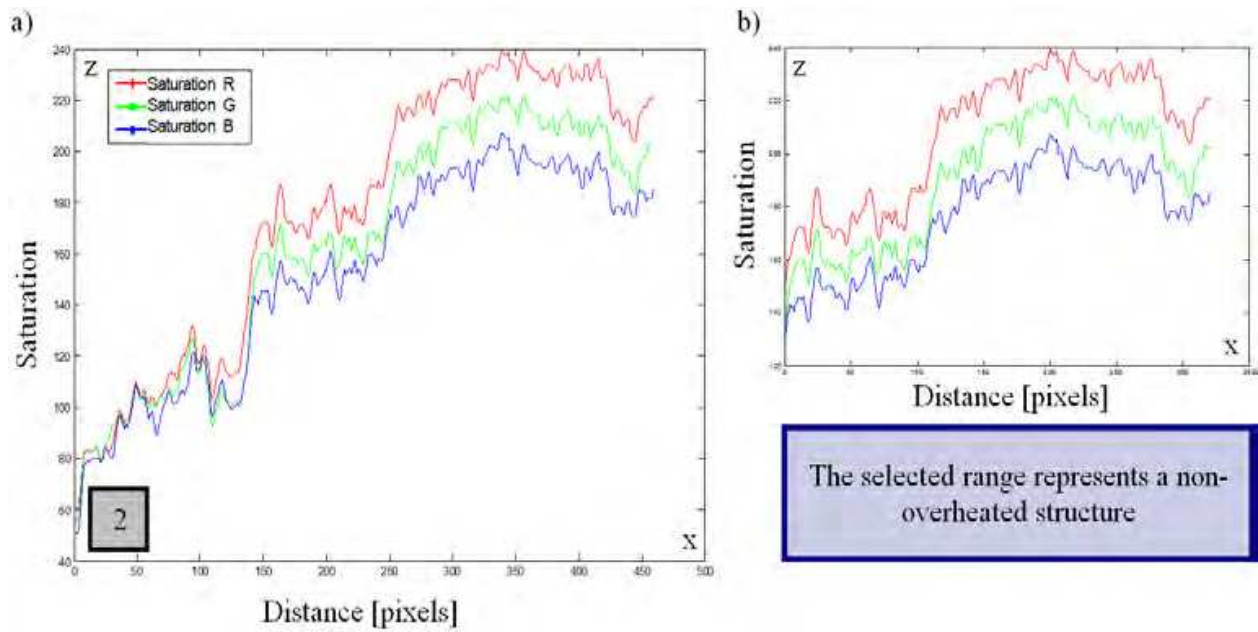 a)
240
220
200
180
160
140
120
100
80
60
40
Z
Saturation R
Saturation G
Saturation B
Saturation
2
X
0 50 100 150 200 250 300 350 400 450 500
Distance [pixels]
b)
Z
Saturation
X
Distance [pixels]
The selected range represents a non-
overheated structure